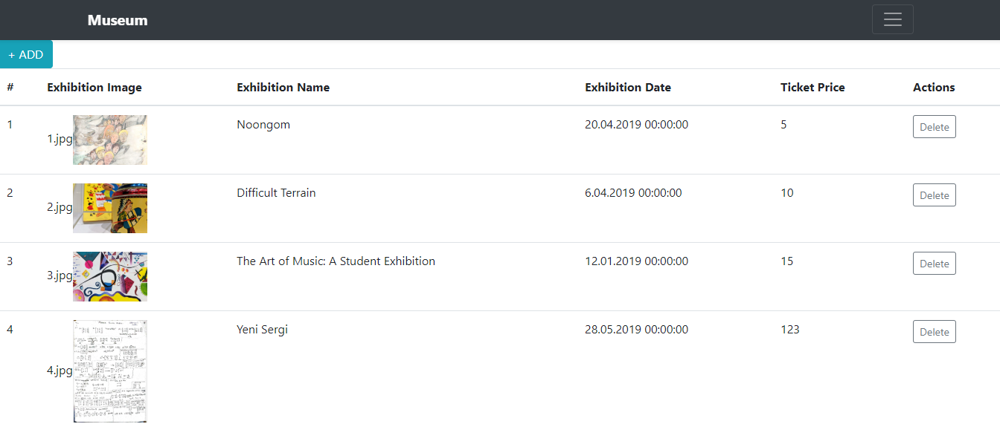 Museum
+ ADD
# Exhibition Image Exhibition Name Exhibition Date Ticket Price Actions
1 1.jpg Noongom 20.04.2019 00:00:00 5 Delete
2 2.jpg Difficult Terrain 6.04.2019 00:00:00 10 Delete
3 3.jpg The Art of Music: A Student Exhibition 12.01.2019 00:00:00 15 Delete
4 4.jpg Yeni Sergi 28.05.2019 00:00:00 123 Delete